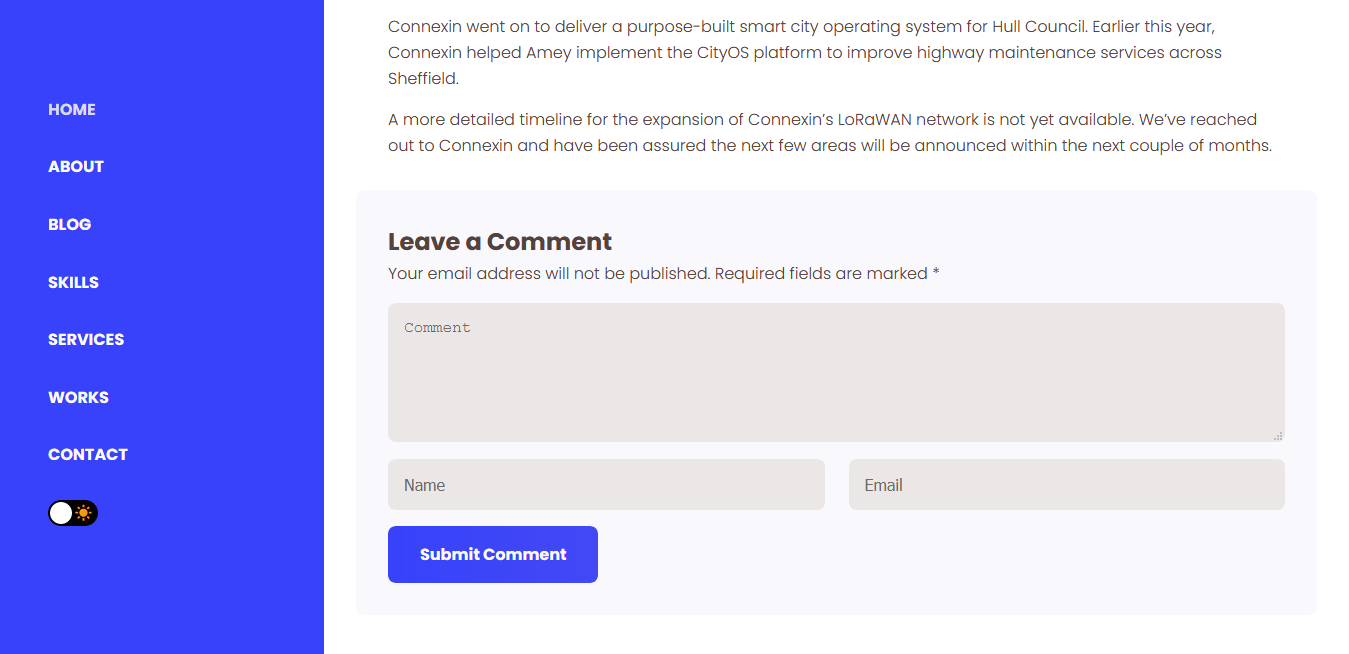 HOME
ABOUT
BLOG
SKILLS
SERVICES
WORKS
CONTACT
Connexin went on to deliver a purpose-built smart city operating system for Hull Council. Earlier this year,
Connexin helped Amey implement the CityOS platform to improve highway maintenance services across
Sheffield.
A more detailed timeline for the expansion of Connexin’s LoRaWAN network is not yet available. We’ve reached
out to Connexin and have been assured the next few areas will be announced within the next couple of months.
Leave a Comment
Your email address will not be published. Required fields are marked *
Comment
Name
Email
Submit Comment